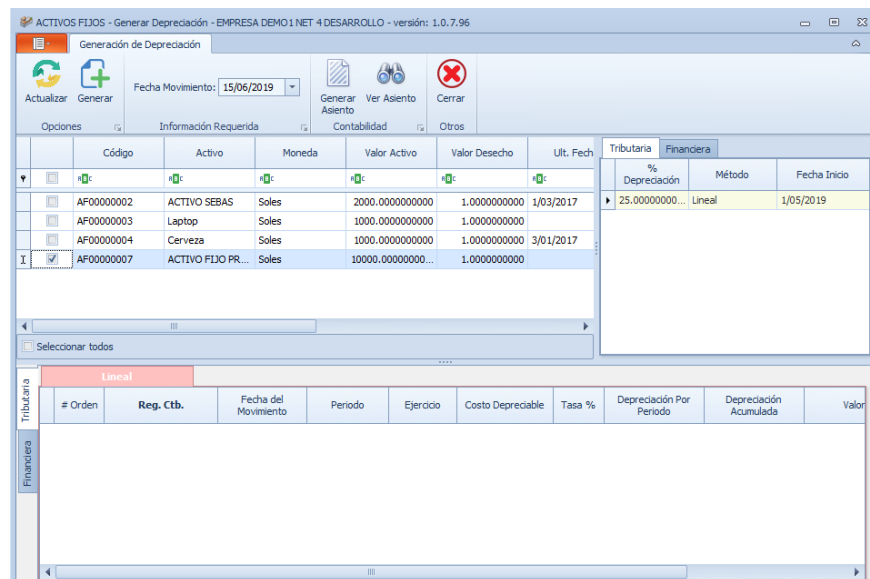 ACTIVOS FIJOS - Generar Depreciación - EMPRESA DEMO1 NET 4 DESARROLLO - versión: 1.0.7.96
Generación de Depreciación
Actualizar Generar
Fecha Movimiento: 15/06/2019
Generar Asiento
Ver Asiento
Cerrar
Opciones Información Requerida Contabilidad Otros
Código Activo Moneda Valor Activo Valor Desecho Ult. Fech
AF00000002 ACTIVO SEBAS Soles 2000.0000000000 1.0000000000 1/03/2017
AF00000003 Laptop Soles 1000.0000000000 1.0000000000
AF00000004 Cerveza Soles 1000.0000000000 1.0000000000 3/01/2017
AF00000007 ACTIVO FIJO PR... Soles 10000.00000000... 1.0000000000
Seleccionar todos
Tributaria Financiera
% Depreciación Método Fecha Inicio
25.00000000... Lineal 1/05/2019
Tributaria
Financiera
Lineal
# Orden Reg. Ctb. Fecha del Movimiento Periodo Ejercicio Costo Depreciable Tasa % Depreciación Por Periodo Depreciación Acumulada Valor